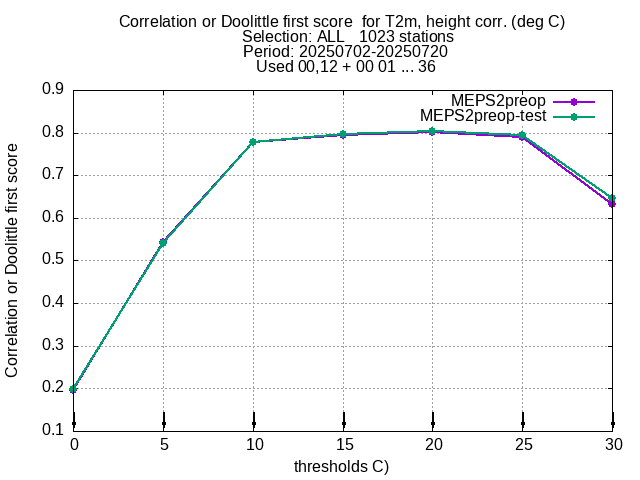 Correlation or Doolittle first score  for T2m, height corr. (deg C)
Selection: ALL   1023 stations
Period: 20250702-20250720
Used 00,12 + 00 01 ... 36
MEPS2preop
MEPS2preop-test
Correlation or Doolittle first score
0.9
0.8
0.7
0.6
0.5
0.4
0.3
0.2
0.1
0 5 10 15 20 25 30
thresholds C)